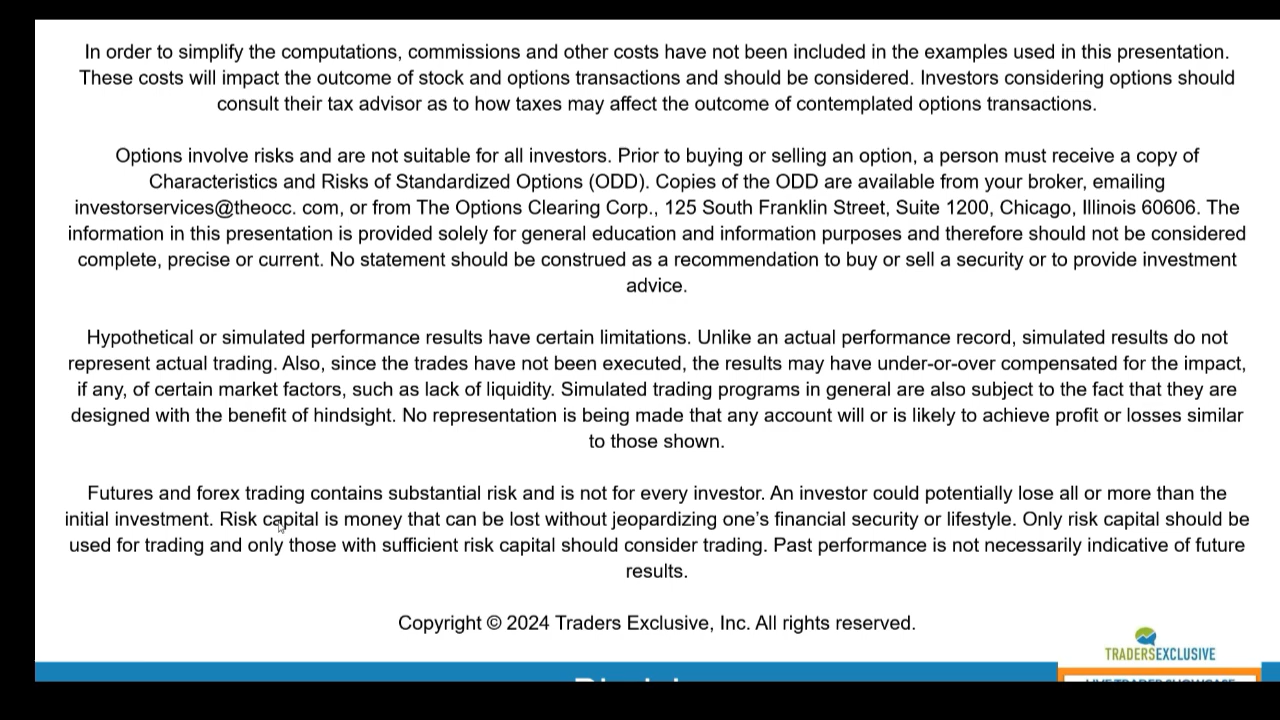 In order to simplify the computations, commissions and other costs have not been included in the examples used in this presentation.
These costs will impact the outcome of stock and options transactions and should be considered. Investors considering options should
consult their tax advisor as to how taxes may affect the outcome of contemplated options transactions.
Options involve risks and are not suitable for all investors. Prior to buying or selling an option, a person must receive a copy of
Characteristics and Risks of Standardized Options (ODD). Copies of the ODD are available from your broker, emailing
investorservices@theocc. com, or from The Options Clearing Corp., 125 South Franklin Street, Suite 1200, Chicago, Illinois 60606. The
information in this presentation is provided solely for general education and information purposes and therefore should not be considered
complete, precise or current. No statement should be construed as a recommendation to buy or sell a security or to provide investment
advice.
Hypothetical or simulated performance results have certain limitations. Unlike an actual performance record, simulated results do not
represent actual trading. Also, since the trades have not been executed, the results may have under-or-over compensated for the impact,
if any, of certain market factors, such as lack of liquidity. Simulated trading programs in general are also subject to the fact that they are
designed with the benefit of hindsight. No representation is being made that any account will or is likely to achieve profit or losses similar
to those shown.
Futures and forex trading contains substantial risk and is not for every investor. An investor could potentially lose all or more than the
initial investment. Risk capital is money that can be lost without jeopardizing one’s financial security or lifestyle. Only risk capital should be
used for trading and only those with sufficient risk capital should consider trading. Past performance is not necessarily indicative of future
results.
Copyright © 2024 Traders Exclusive, Inc. All rights reserved.
TRADERSEXCLUSIVE